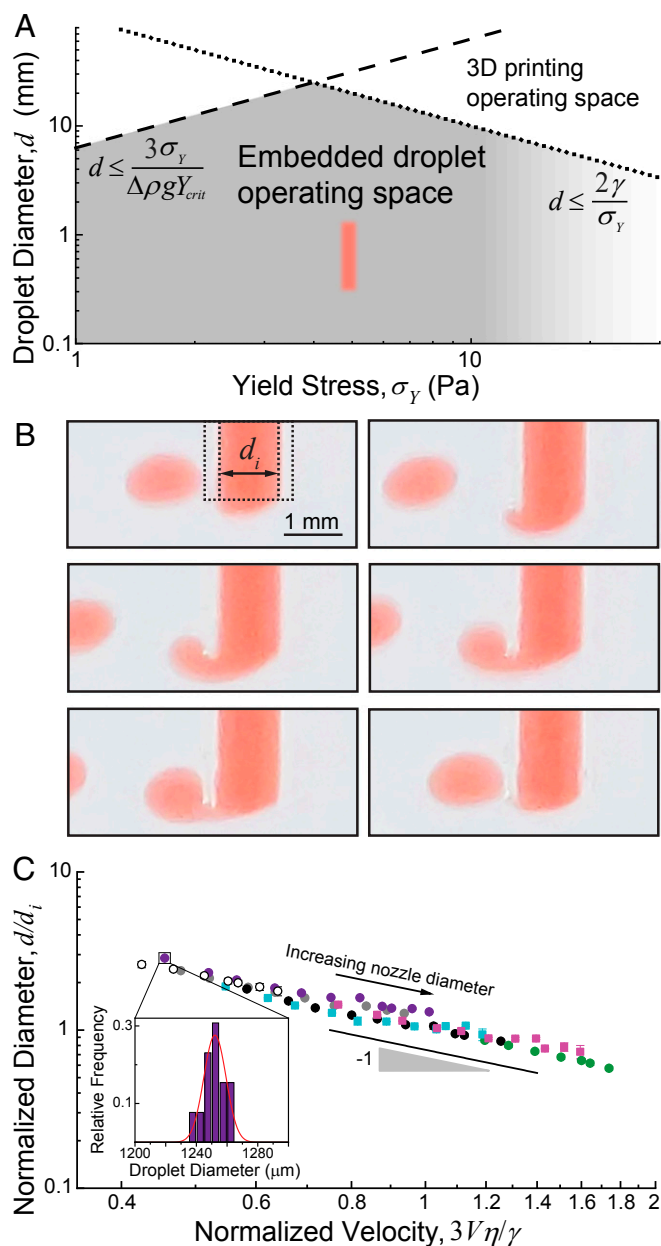 A
Droplet Diameter, d (mm)
10
1
0.1
3D printing
operating space
d ≤ 3σY / ΔρgYcrit
Embedded droplet
operating space
d ≤ 2γ / σY
1
10
Yield Stress, σY (Pa)
B
di
1 mm
C
Normalized Diameter, d/di
10
1
0.1
Increasing nozzle diameter
-1
Relative Frequency
0.3
0.1
1200
1240
1280
Droplet Diameter (μm)
0.4
0.6
0.8
1
1.2
1.4
1.6
1.8
2
Normalized Velocity, 3Vη/γ